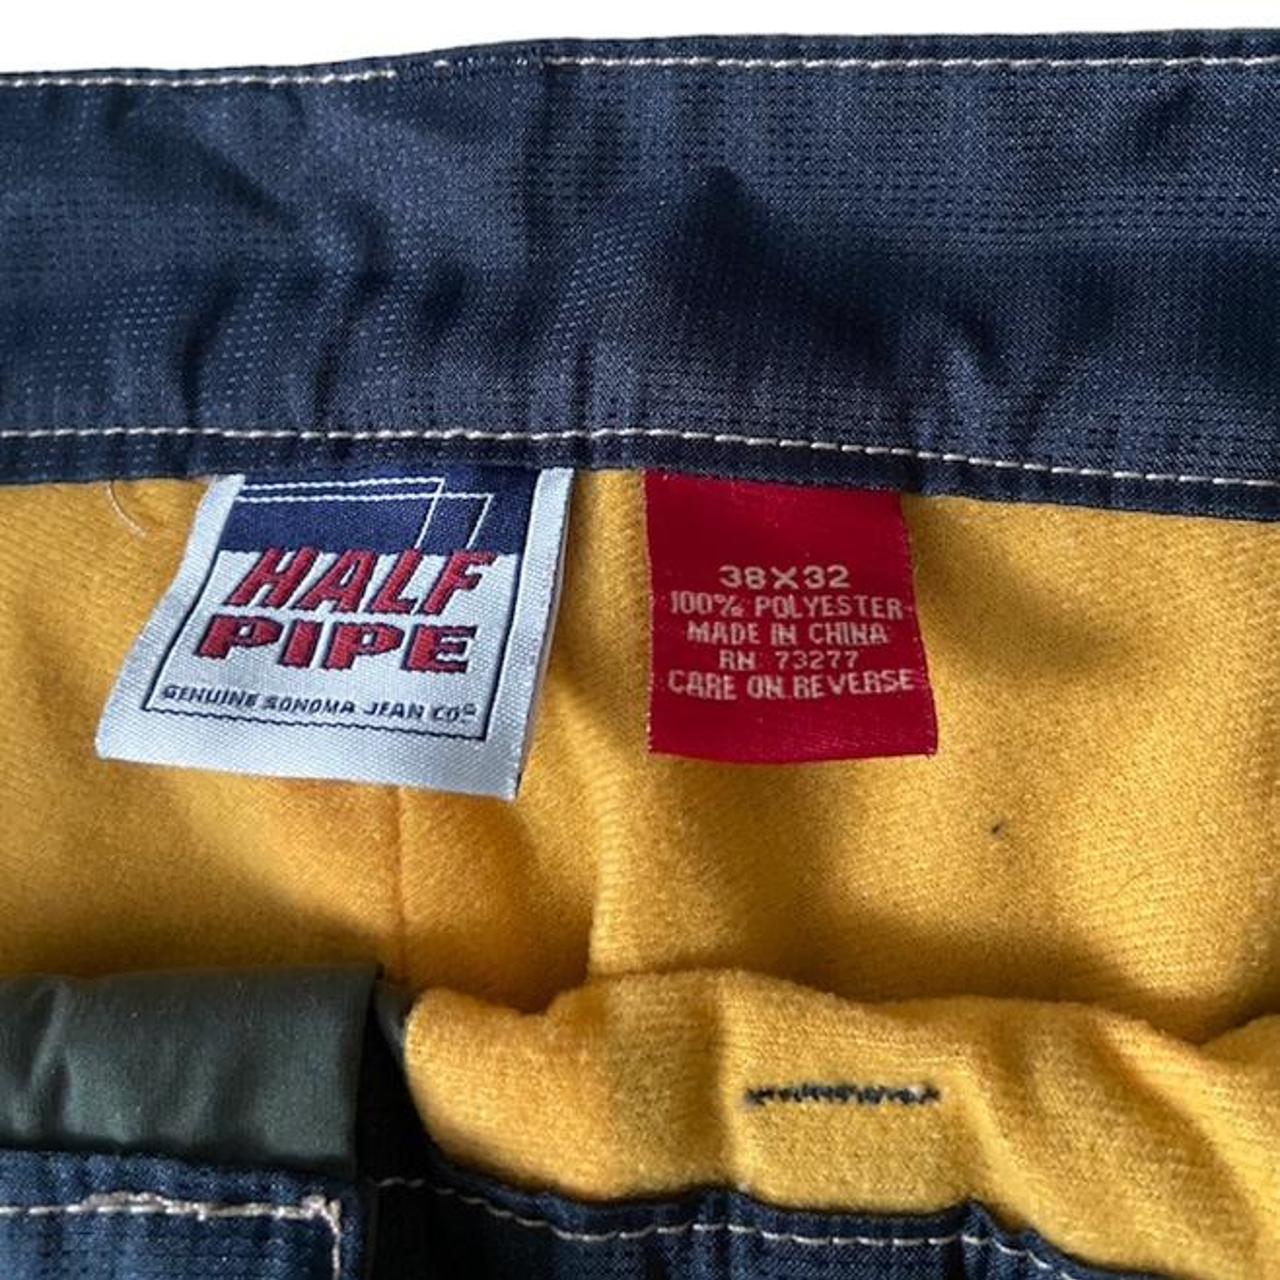 HALF
PIPE
GENUINE SONOMA JEAN CO.
38X32
100% POLYESTER
MADE IN CHINA
RN 73277
CARE ON REVERSE